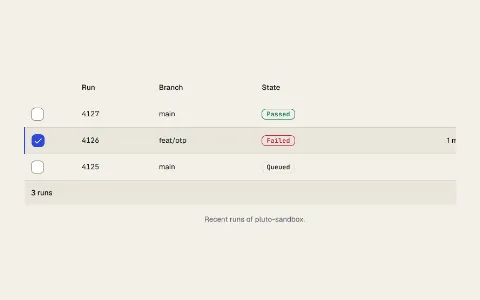 Run Branch State
4127 main Passed
4126 feat/otp Failed 1 m
4125 main Queued
3 runs
Recent runs of pluto-sandbox.